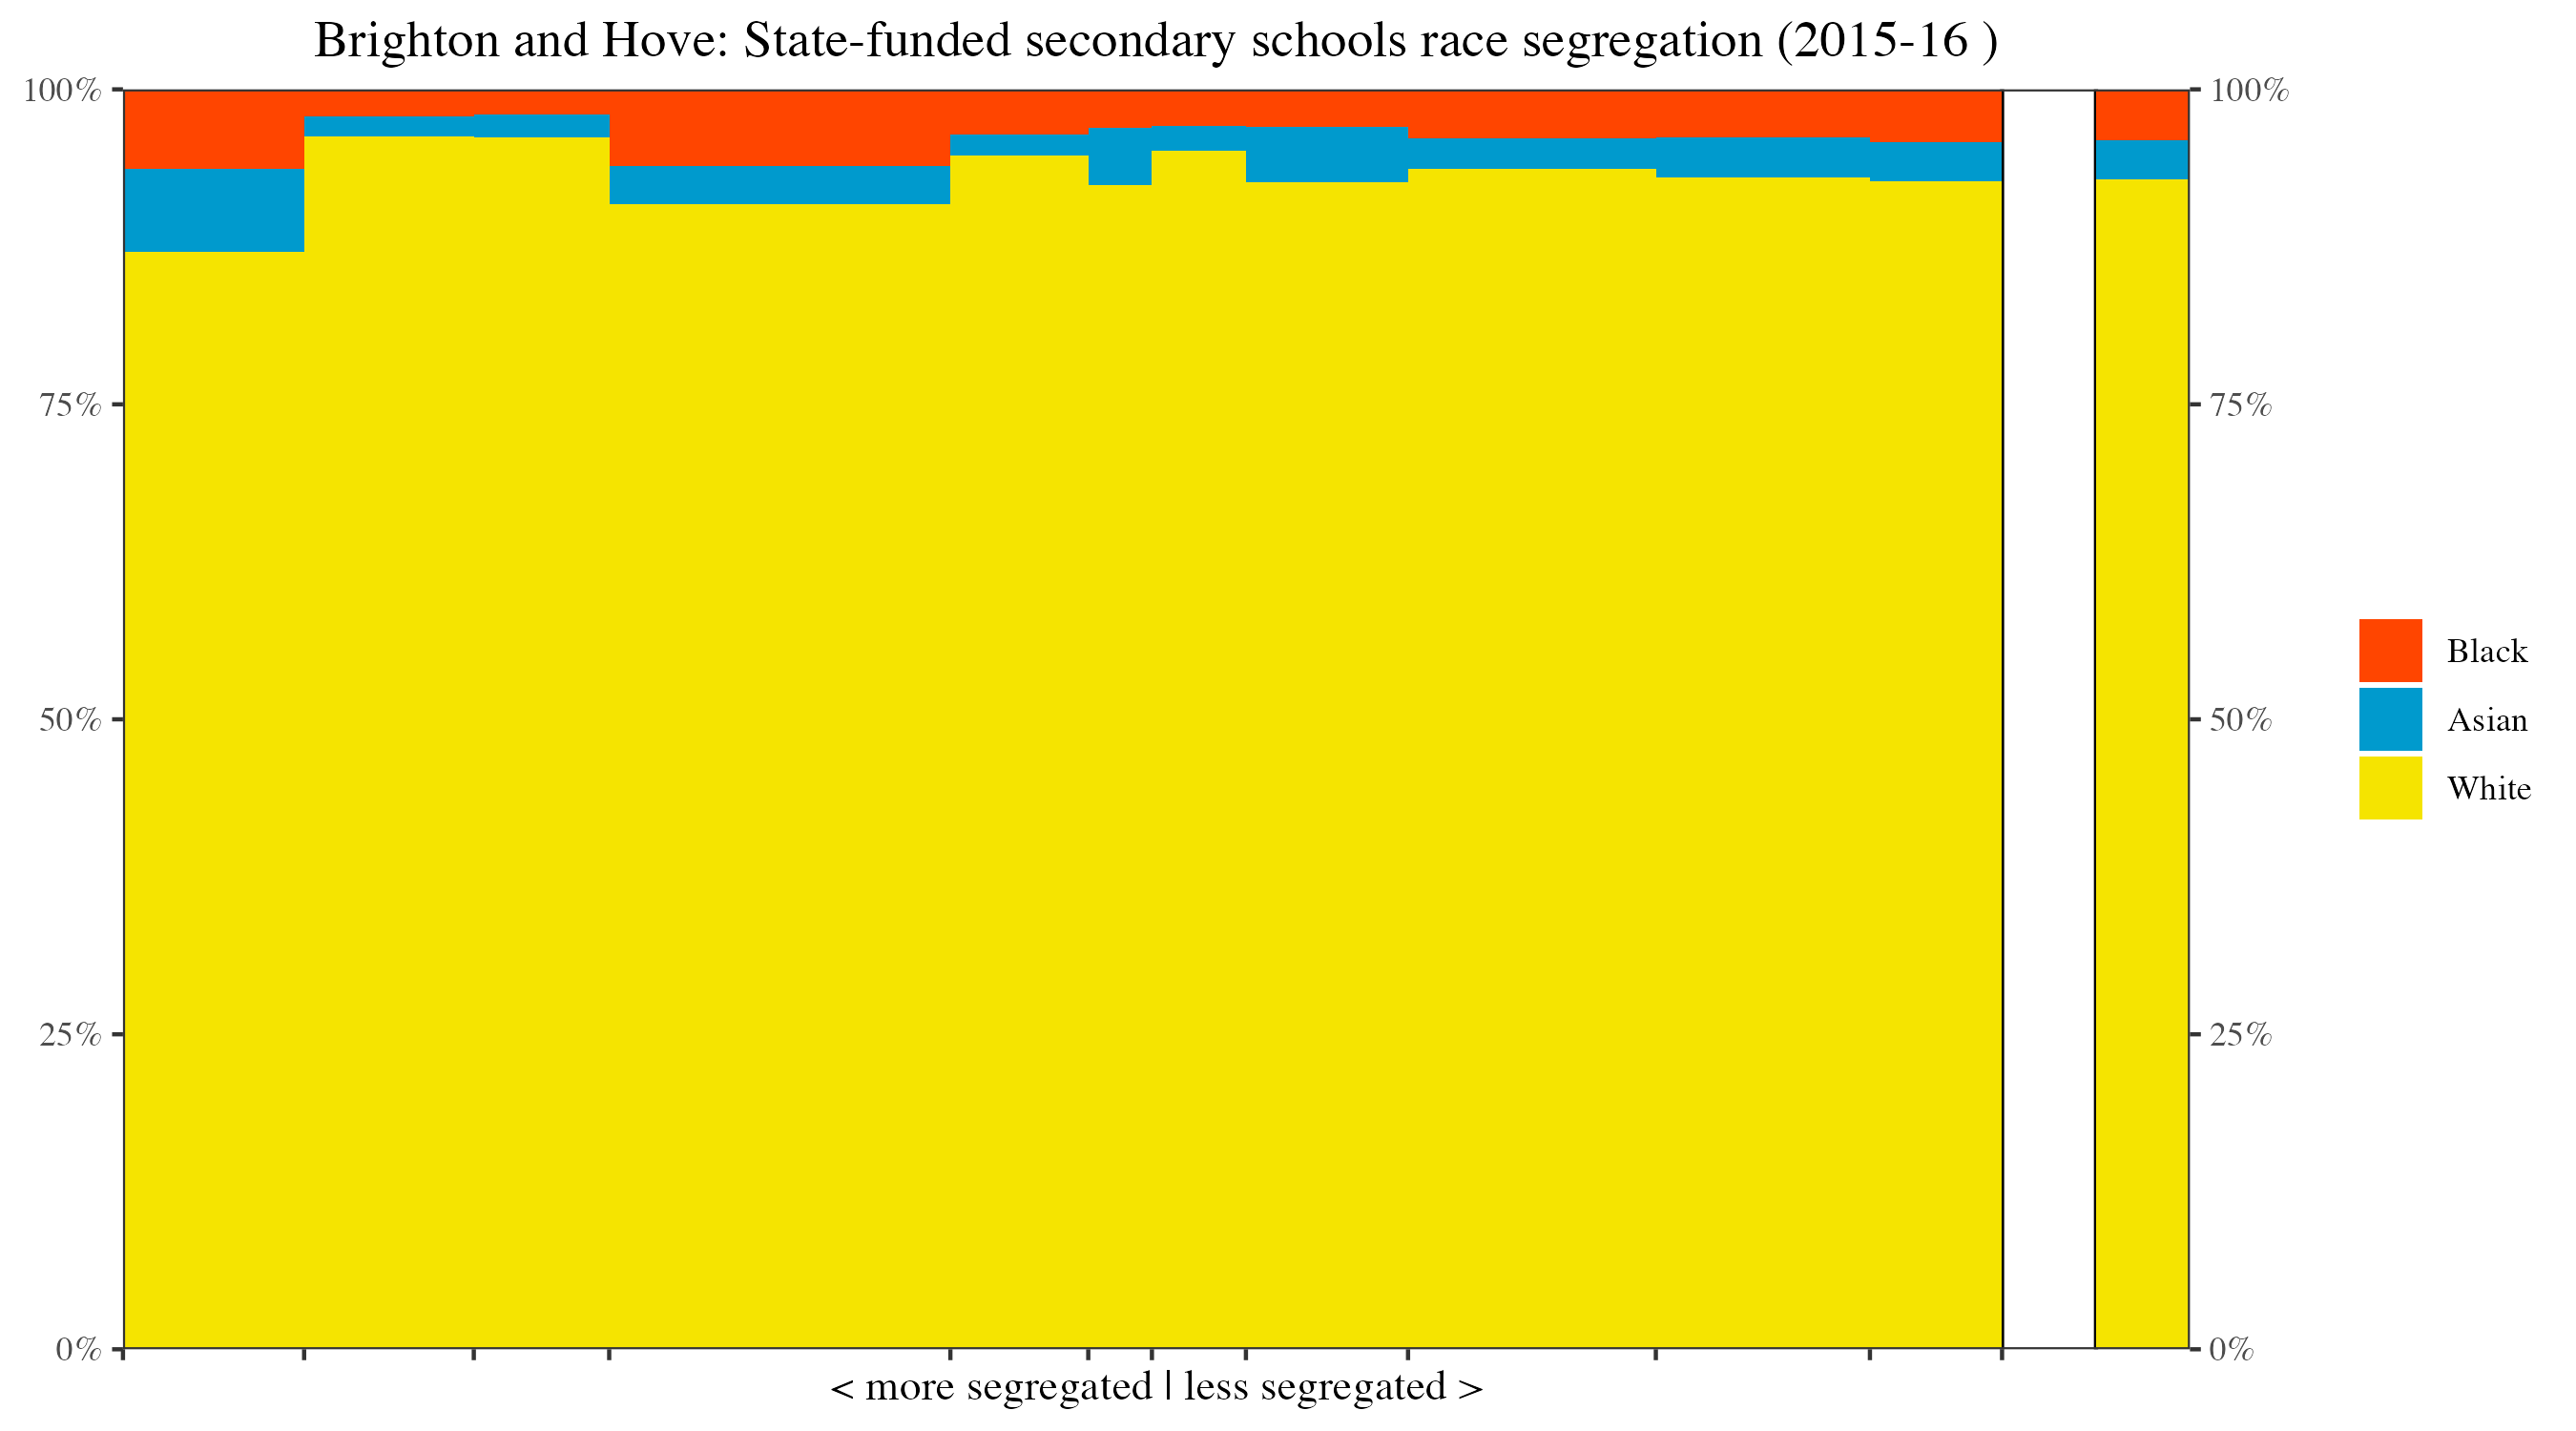 Brighton and Hove: State-funded secondary schools race segregation (2015-16 )
100%
75%
50%
25%
0%
100%
75%
50%
25%
0%
Black
Asian
White
< more segregated | less segregated >